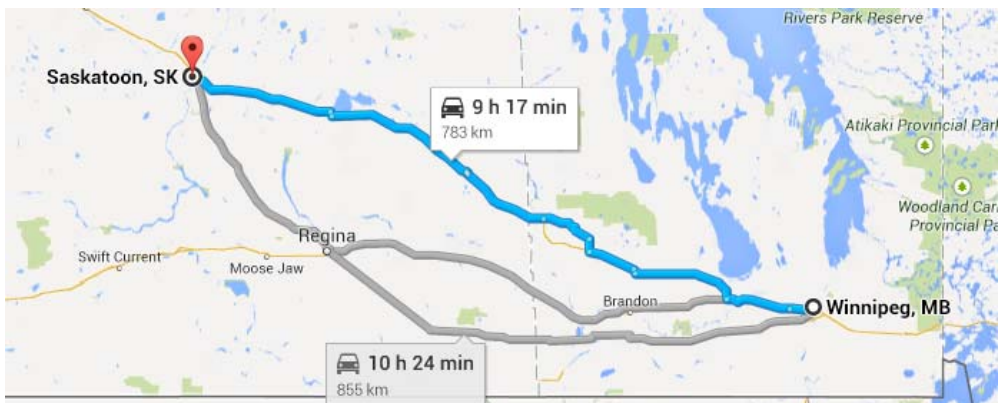 Rivers Park Reserve
Saskatoon, SK
9 h 17 min
783 km
Atikaki Provincial Park
Woodland Cari
Provincial Pa
Regina
Swift Current
Moose Jaw
Brandon
Winnipeg, MB
10 h 24 min
855 km